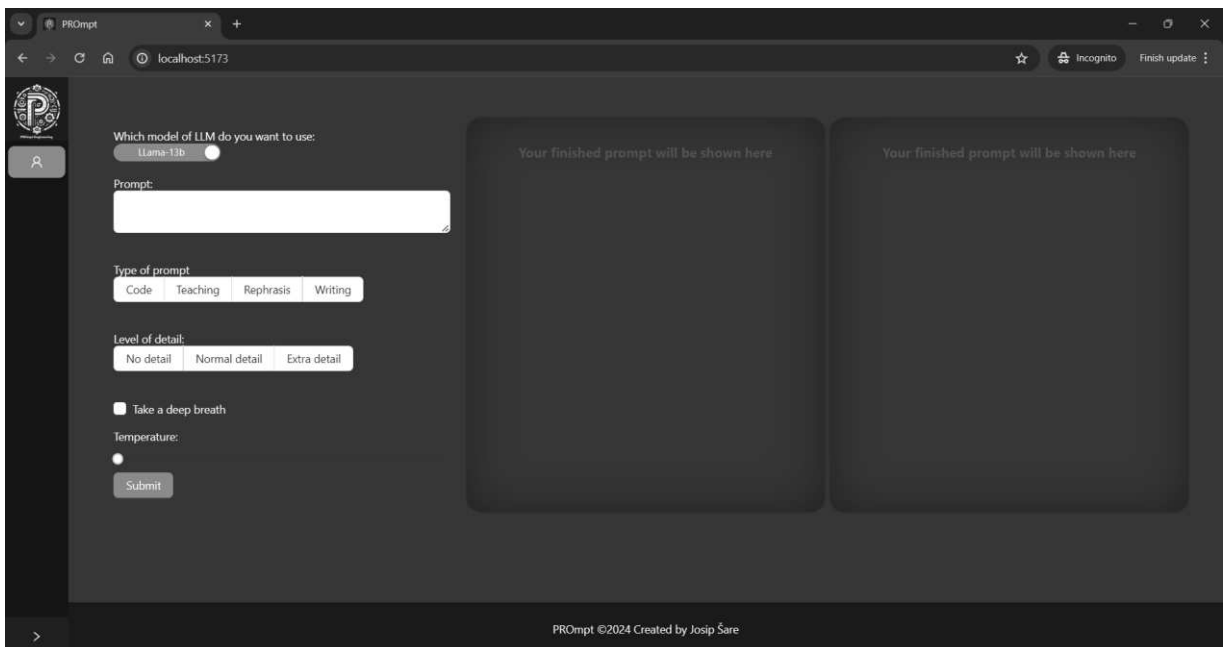 PROmpt
localhost:5173
Incognito
Finish update
Which model of LLM do you want to use:
LLama-13b
Prompt:
Type of prompt
Code Teaching Rephrasis Writing
Level of detail:
No detail Normal detail Extra detail
Take a deep breath
Temperature:
Submit
Your finished prompt will be shown here
Your finished prompt will be shown here
PROmpt ©2024 Created by Josip Šare